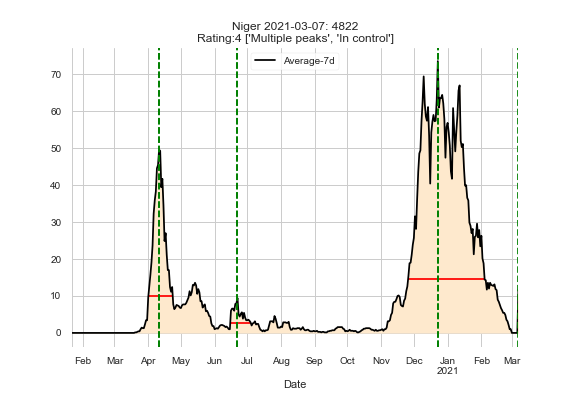 Niger 2021-03-07: 4822
Rating:4 ['Multiple peaks', 'In control']
Average-7d
70
60
50
40
30
20
10
0
Feb Mar Apr May Jun Jul Aug Sep Oct Nov Dec Jan Feb Mar
2021
Date